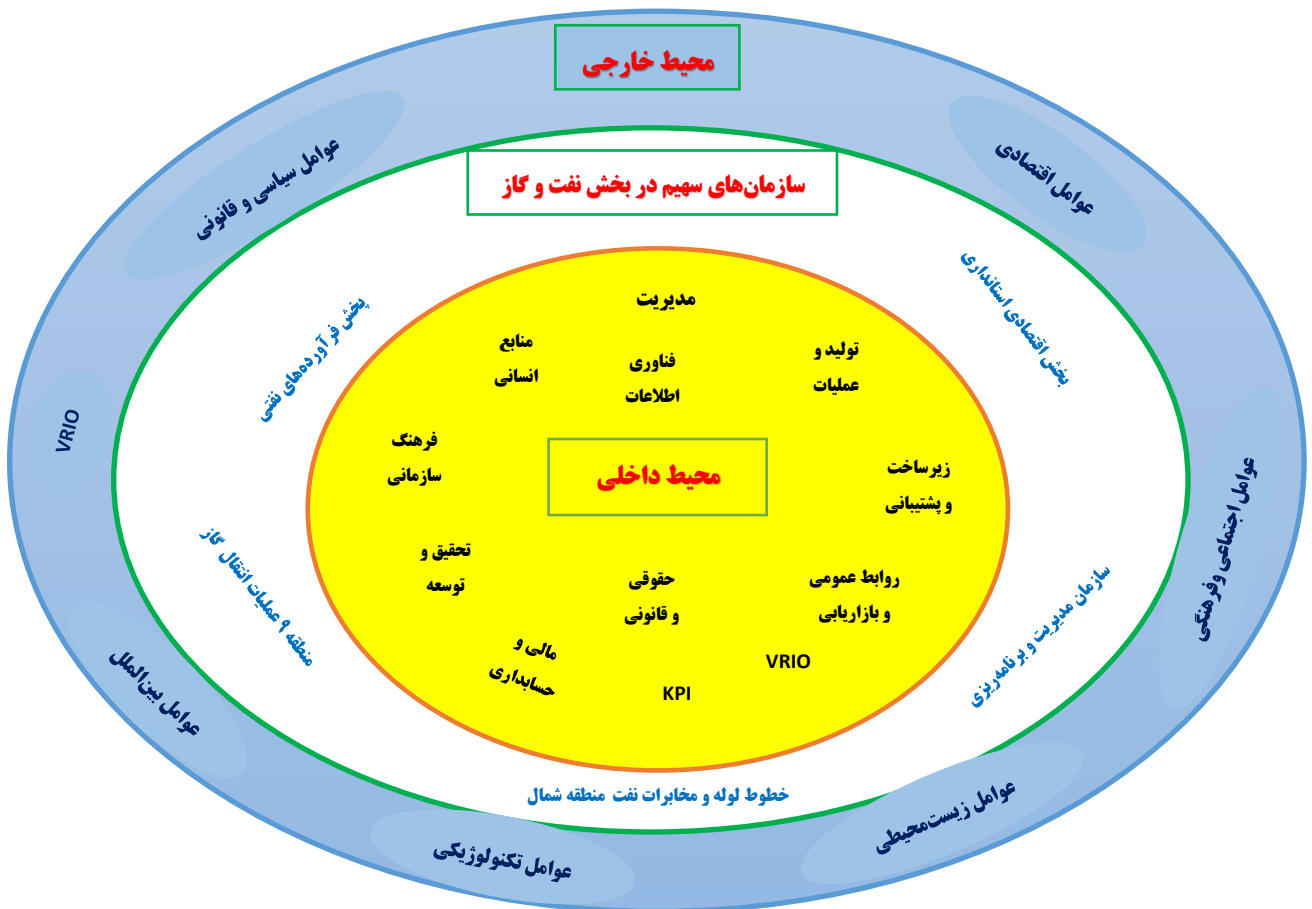 محیط خارجی
عوامل اقتصادی
عوامل سیاسی و قانونی
سازمان‌های سهیم در بخش نفت و گاز
بخش اقتصادی استانداری
پخش فرآورده‌های نفتی
مدیریت
تولید و
عملیات
فناوری
اطلاعات
منابع
انسانی
VRIO
فرهنگ
سازمانی
محیط داخلی
زیرساخت
و پشتیبانی
عوامل اجتماعی وفرهنگی
تحقیق و
توسعه
حقوقی
و قانونی
روابط عمومی
و بازاریابی
منطقه ۹ عملیات انتقال گاز
سازمان مدیریت و برنامه‌ریزی
مالی و
حسابداری
KPI
VRIO
عوامل بین‌الملل
خطوط لوله و مخابرات نفت منطقه شمال
عوامل زیست‌محیطی
عوامل تکنولوژیکی